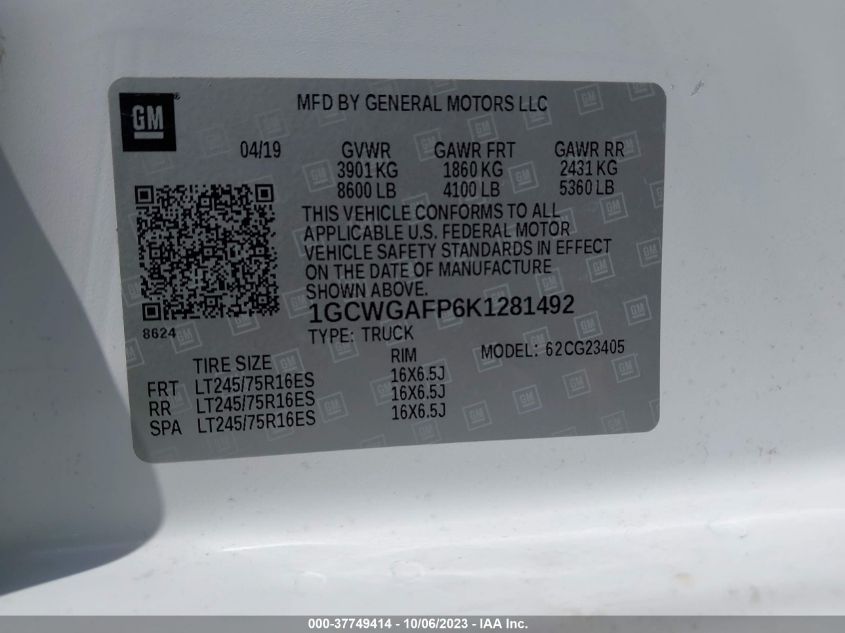 GM ®
MFD BY GENERAL MOTORS LLC
04/19 GVWR GAWR FRT GAWR RR
3901 KG 1860 KG 2431 KG
8600 LB 4100 LB 5360 LB
THIS VEHICLE CONFORMS TO ALL
APPLICABLE U.S. FEDERAL MOTOR
VEHICLE SAFETY STANDARDS IN EFFECT
ON THE DATE OF MANUFACTURE
SHOWN ABOVE.
1GCWGAFP6K1281492
8624
TYPE: TRUCK
TIRE SIZE RIM MODEL: 62CG23405
FRT LT245/75R16ES 16X6.5J
RR LT245/75R16ES 16X6.5J
SPA LT245/75R16ES 16X6.5J
000-37749414 - 10/06/2023 - IAA Inc.